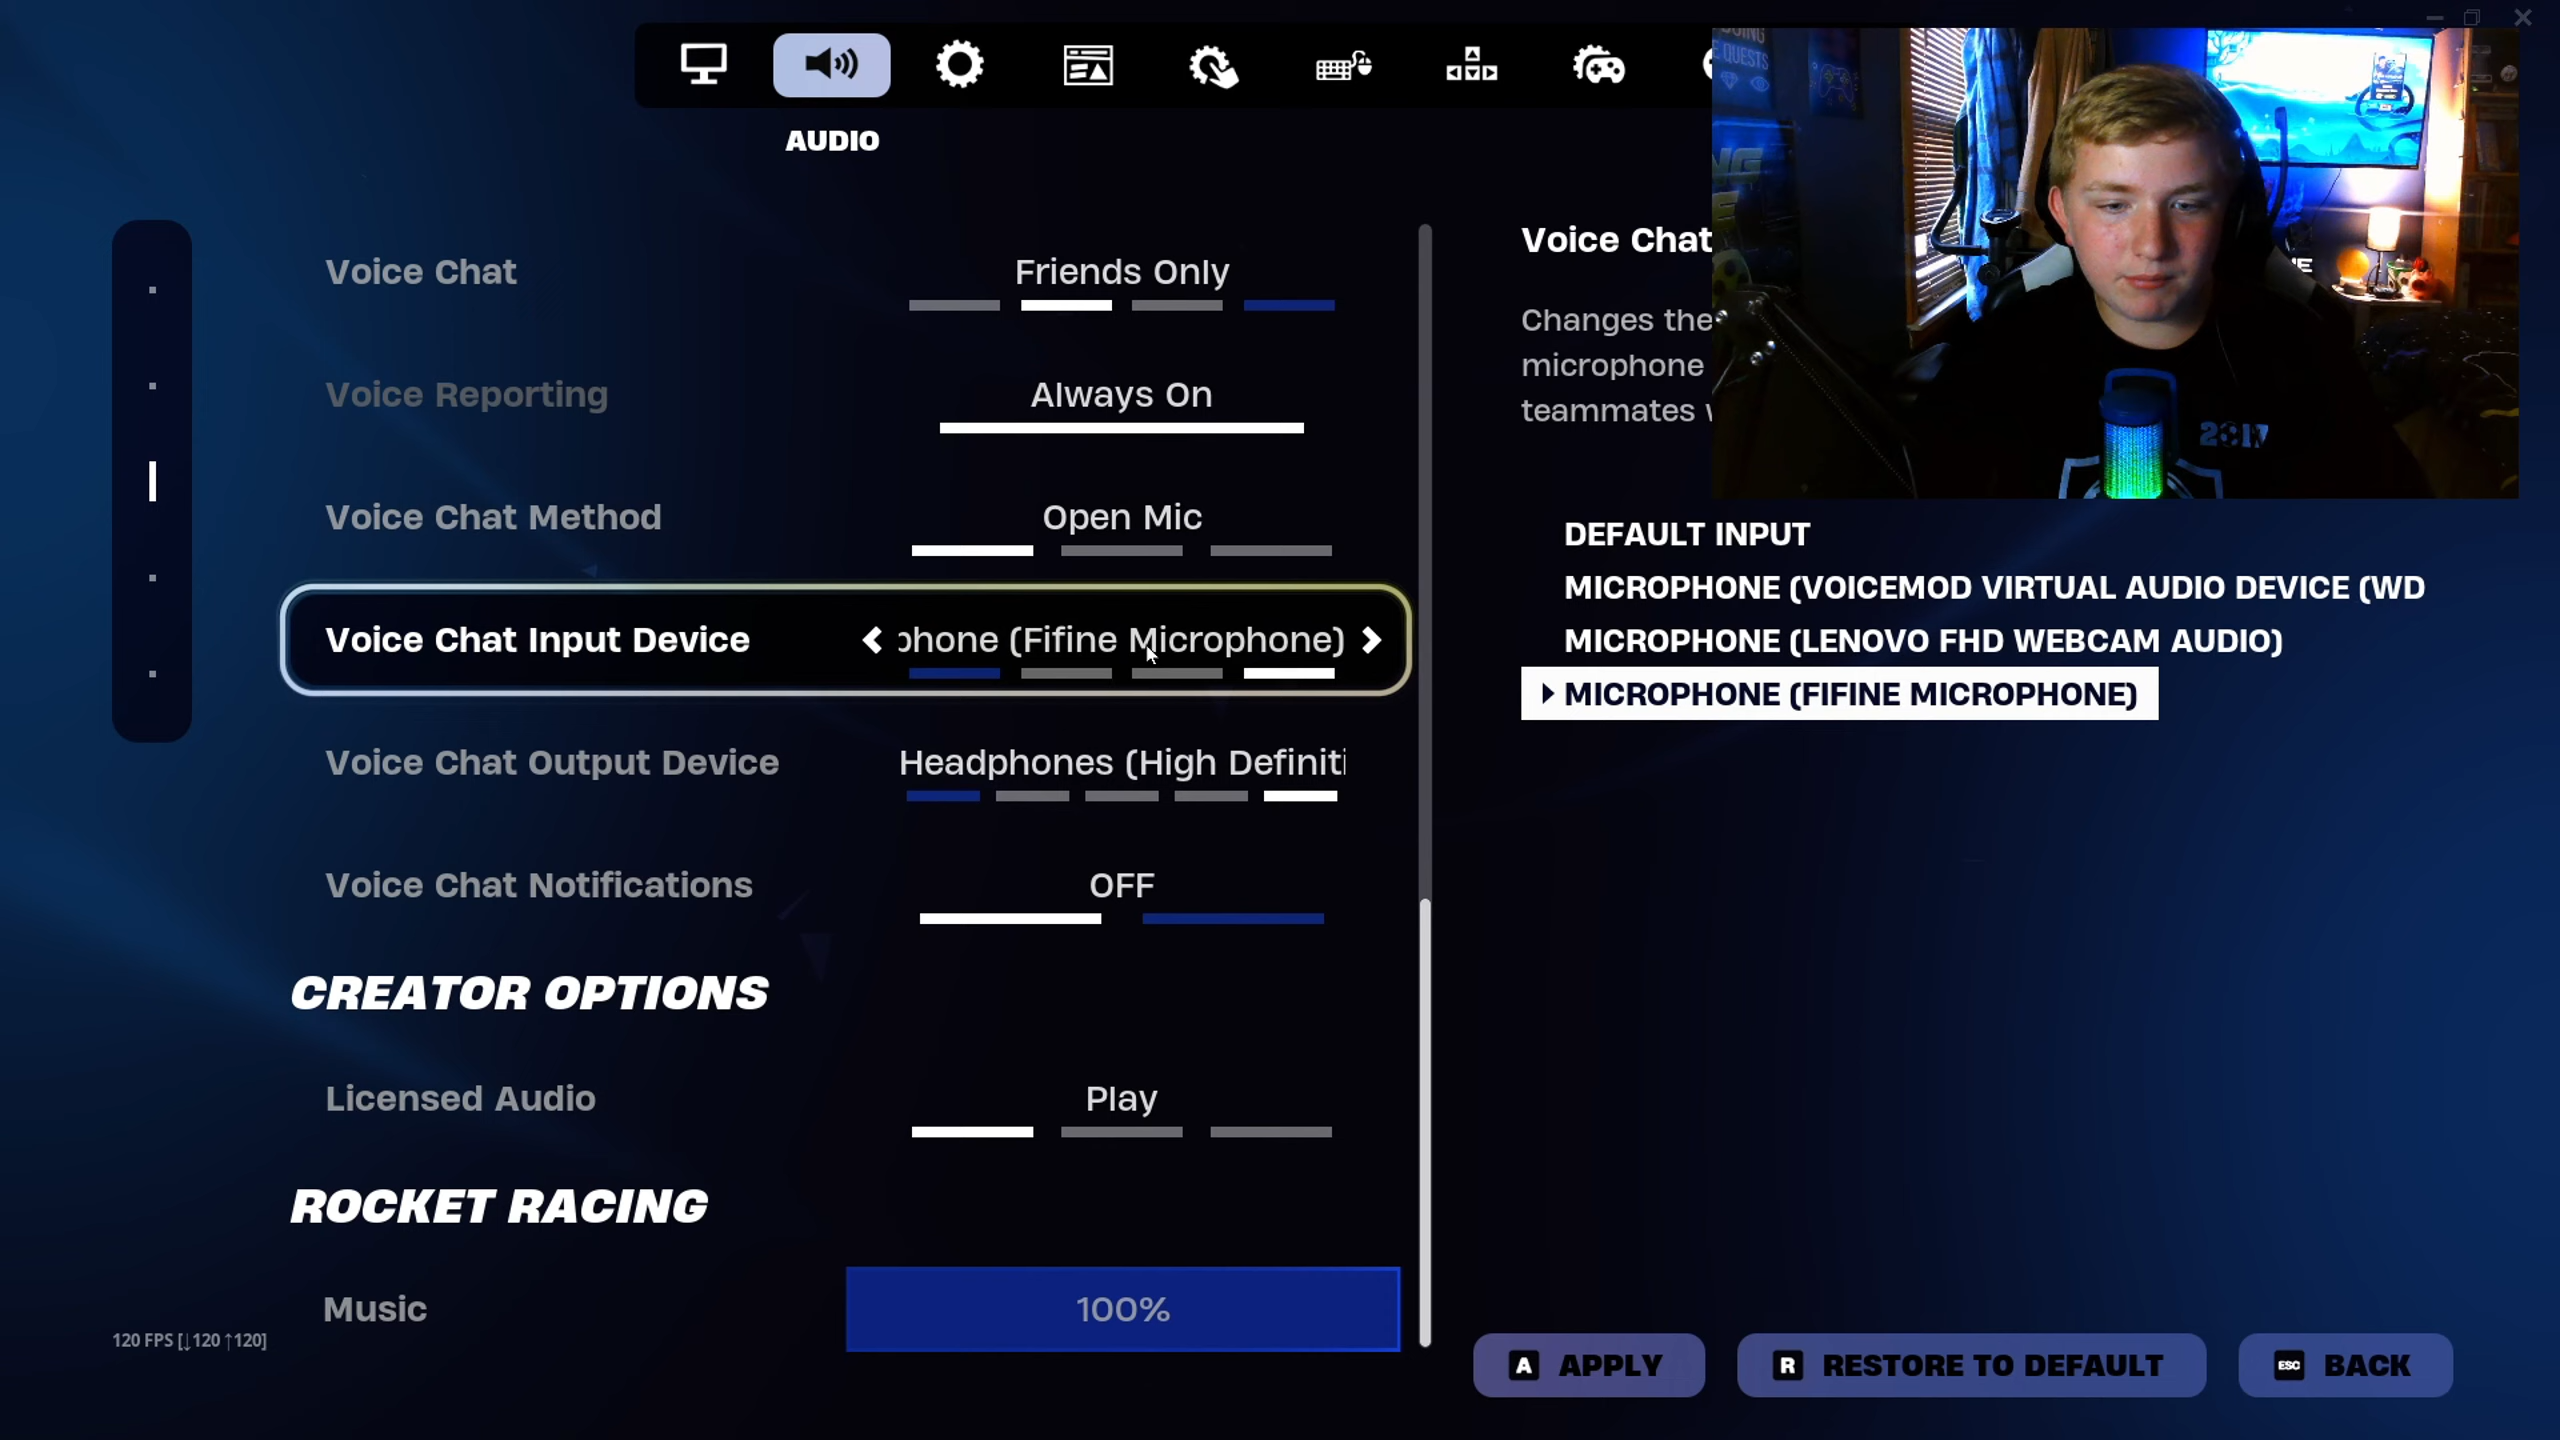 AUDIO
Voice Chat
Friends Only
Voice Reporting
Always On
Voice Chat Method
Open Mic
Voice Chat Input Device
phone (Fifine Microphone)
Voice Chat Output Device
Headphones (High Definiti
Voice Chat Notifications
OFF
CREATOR OPTIONS
Licensed Audio
Play
ROCKET RACING
Music
100%
120 FPS [↓120 ↑120]
Voice Chat
Changes the
microphone
teammates
QUESTS
DEFAULT INPUT
MICROPHONE (VOICEMOD VIRTUAL AUDIO DEVICE (WD
MICROPHONE (LENOVO FHD WEBCAM AUDIO)
MICROPHONE (FIFINE MICROPHONE)
A APPLY
R RESTORE TO DEFAULT
ESC BACK